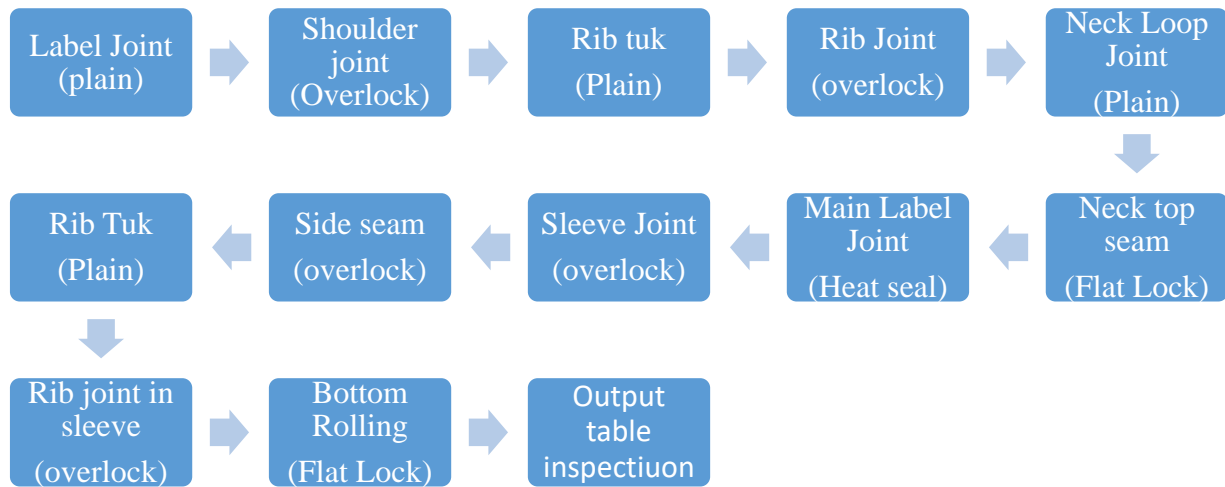 Label Joint
(plain)
Shoulder
joint
(Overlock)
Rib tuk
(Plain)
Rib Joint
(overlock)
Neck Loop
Joint
(Plain)
Neck top
seam
(Flat Lock)
Main Label
Joint
(Heat seal)
Sleeve Joint
(overlock)
Side seam
(overlock)
Rib Tuk
(Plain)
Rib joint in
sleeve
(overlock)
Bottom
Rolling
(Flat Lock)
Output
table
inspectiuon